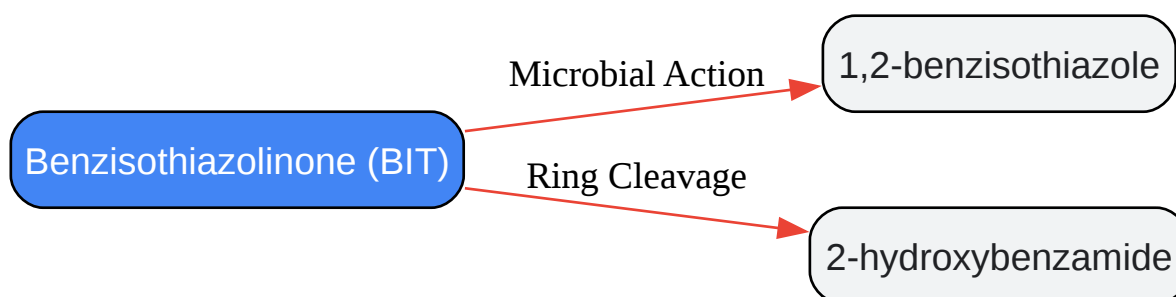 Microbial Action
1,2-benzisothiazole
Benzisothiazolinone (BIT)
Ring Cleavage
2-hydroxybenzamide